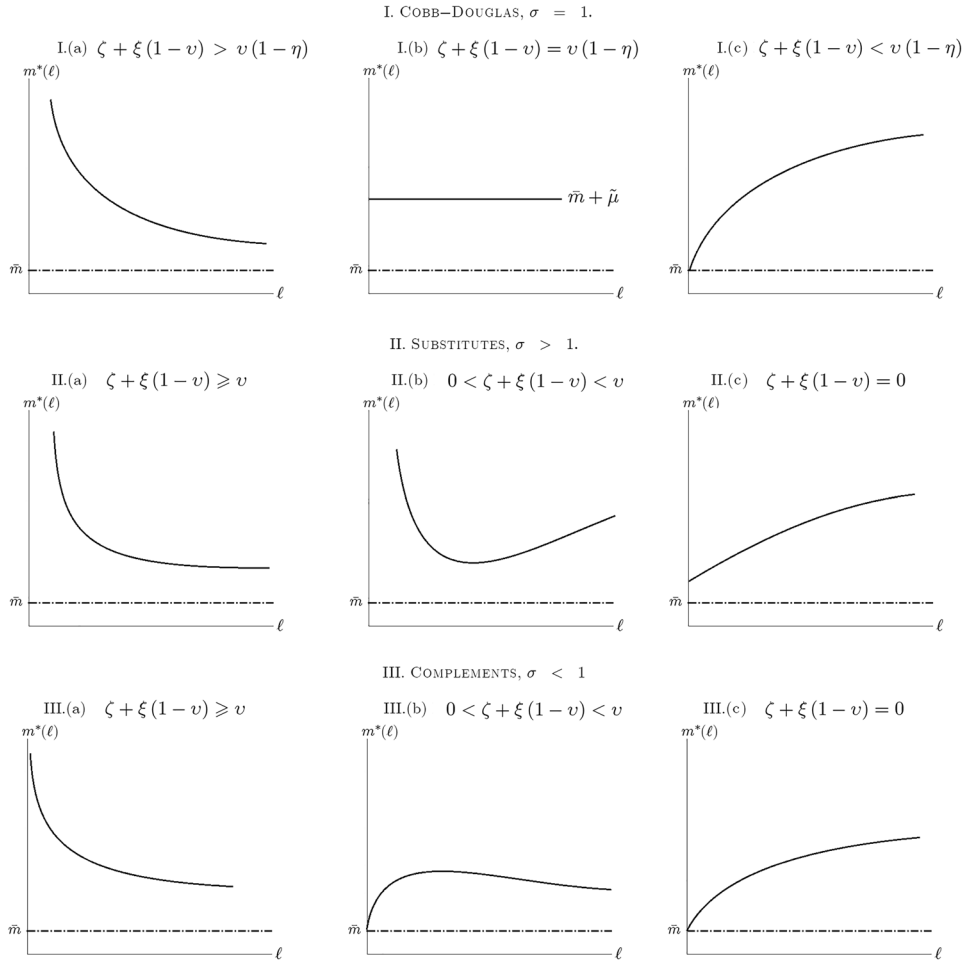 I. COBB–DOUGLAS, σ = 1.
I.(a) ζ + ξ (1 − υ) > υ (1 − η)
I.(b) ζ + ξ (1 − υ) = υ (1 − η)
I.(c) ζ + ξ (1 − υ) < υ (1 − η)
m*(ℓ)
m*(ℓ)
m*(ℓ)
m̄ + μ̃
m̄
m̄
m̄
ℓ
ℓ
ℓ
II. SUBSTITUTES, σ > 1.
II.(a) ζ + ξ (1 − υ) ⩾ υ
II.(b) 0 < ζ + ξ (1 − υ) < υ
II.(c) ζ + ξ (1 − υ) = 0
m*(ℓ)
m*(ℓ)
m*(ℓ)
m̄
m̄
m̄
ℓ
ℓ
ℓ
III. COMPLEMENTS, σ < 1
III.(a) ζ + ξ (1 − υ) ⩾ υ
III.(b) 0 < ζ + ξ (1 − υ) < υ
III.(c) ζ + ξ (1 − υ) = 0
m*(ℓ)
m*(ℓ)
m*(ℓ)
m̄
m̄
m̄
ℓ
ℓ
ℓ